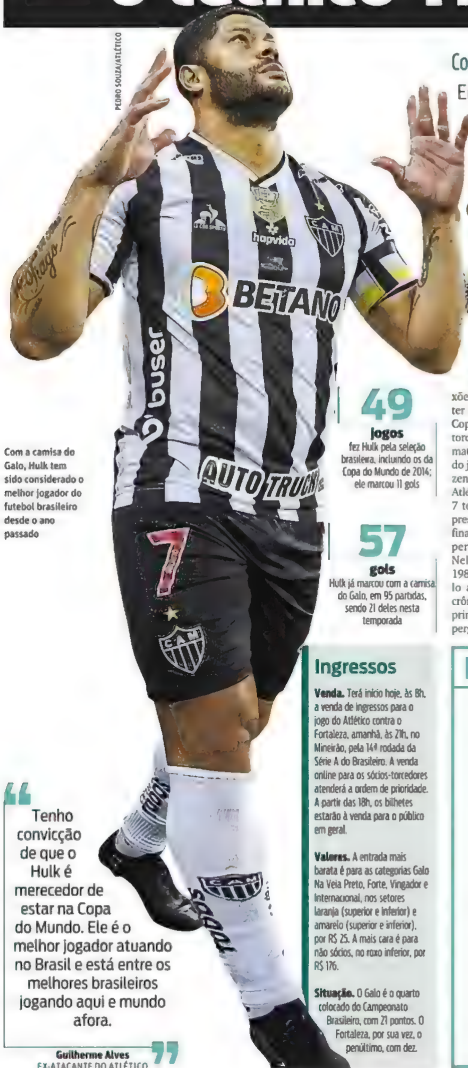 PEDRO SOUZA/ATLÉTICO
Co
hapvida
BETANO
buser
AUTO TRUCK
7
CAM
Com a camisa do
Galo, Hulk tem
sido considerado o
melhor jogador do
futebol brasileiro
desde o ano
passado
49
jogos
fez Hulk pela seleção
brasileira, incluindo os da
Copa do Mundo de 2014;
ele marcou 11 gols
57
gols
Hulk já marcou com a camisa
do Galo, em 95 partidas,
sendo 21 deles nesta
temporada
“
Tenho
convicção
de que o
Hulk é
merecedor de
estar na Copa
do Mundo. Ele é o
melhor jogador atuando
no Brasil e está entre os
melhores brasileiros
jogando aqui e mundo
afora.
Guilherme Alves
EX-ATACANTE DO ATLÉTICO
”
Ingressos
Venda. Terá início hoje, às 8h,
a venda de ingressos para o
jogo do Atlético contra o
Fortaleza, amanhã, às 21h, no
Mineirão, pela 14ª rodada da
Série A do Brasileiro. A venda
online para os sócios-torcedores
atenderá a ordem de prioridade.
A partir das 18h, os bilhetes
estarão à venda para o público
em geral.
Valores. A entrada mais
barata é para as categorias Galo
Na Veia Preto, Forte, Vingador e
Internacional, nos setores
laranja (superior e inferior) e
amarelo (superior e inferior),
por R$ 25. A mais cara é para
não sócios, no roxo inferior, por
R$ 176.
Situação. O Galo é o quarto
colocado do Campeonato
Brasileiro, com 21 pontos. O
Fortaleza, por sua vez, o
penúltimo, com dez.